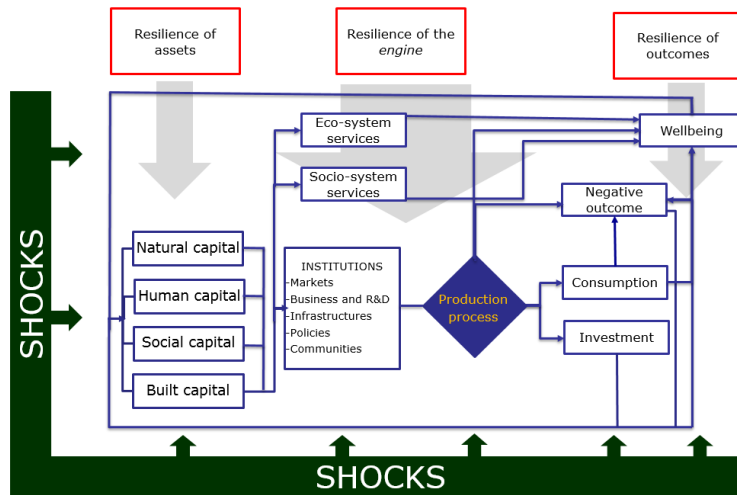 Resilience of
assets
Resilience of the
engine
Resilience of
outcomes
Eco-system
services
Wellbeing
Socio-system
services
Negative
outcome
Natural capital
Human capital
Social capital
Built capital
INSTITUTIONS
-Markets
-Business and R&D
-Infrastructures
-Policies
-Communities
Production
process
Consumption
Investment
SHOCKS
SHOCKS